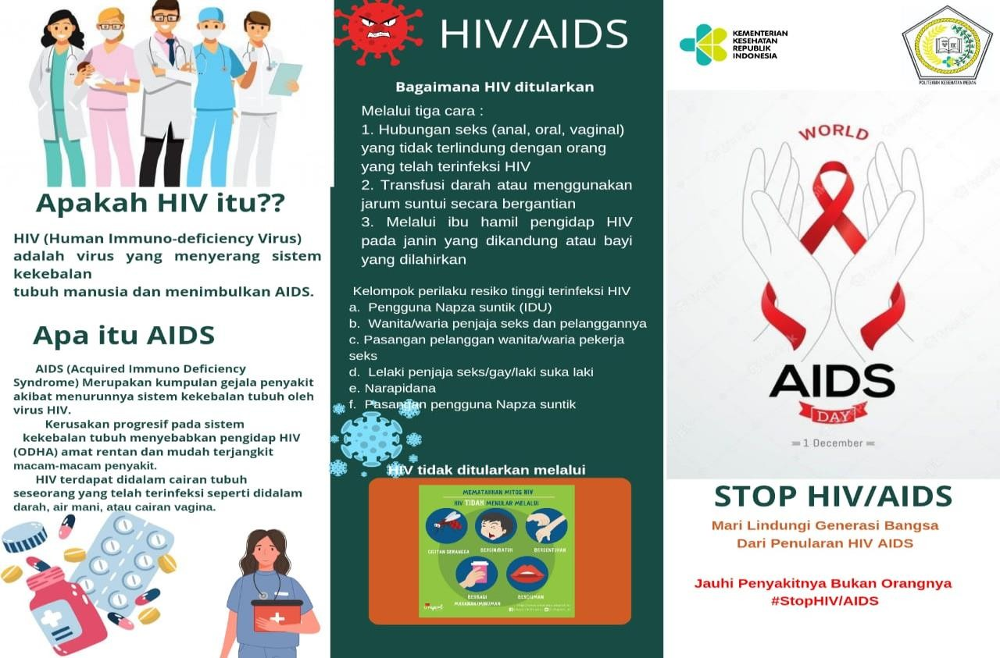 Apakah HIV itu??
HIV (Human Immuno-deficiency Virus)
adalah virus yang menyerang sistem
kekebalan
tubuh manusia dan menimbulkan AIDS.
Apa itu AIDS
AIDS (Acquired Immuno Deficiency
Syndrome) Merupakan kumpulan gejala penyakit
akibat menurunnya sistem kekebalan tubuh oleh
virus HIV.
Kerusakan progresif pada sistem
kekebalan tubuh menyebabkan pengidap HIV
(ODHA) amat rentan dan mudah terjangkit
macam-macam penyakit.
HIV terdapat didalam cairan tubuh
seseorang yang telah terinfeksi seperti didalam
darah, air mani, atau cairan vagina.
HIV/AIDS
Bagaimana HIV ditularkan
Melalui tiga cara :
1. Hubungan seks (anal, oral, vaginal)
yang tidak terlindung dengan orang
yang telah terinfeksi HIV
2. Transfusi darah atau menggunakan
jarum suntui secara bergantian
3. Melalui ibu hamil pengidap HIV
pada janin yang dikandung atau bayi
yang dilahirkan
Kelompok perilaku resiko tinggi terinfeksi HIV
a. Pengguna Napza suntik (IDU)
b. Wanita/waria penjaja seks dan pelanggannya
c. Pasangan pelanggan wanita/waria pekerja
seks
d. Lelaki penjaja seks/gay/laki suka laki
e. Narapidana
f. Pasangan pengguna Napza suntik
HIV tidak ditularkan melalui
MEMATAHKAN MITOS HIV
HIV TIDAK MENULAR MELALUI
GIGITAN SERANGGA
BERSIN/BATUK
BERSENTUHAN
BERBAGI
MAKANAN/MINUMAN
BERCIUMAN
KEMENTERIAN
KESEHATAN
REPUBLIK
INDONESIA
POLITEKNIK KESEHATAN MEDAN
WORLD
AIDS
DAY
1 December
STOP HIV/AIDS
Mari Lindungi Generasi Bangsa
Dari Penularan HIV AIDS
Jauhi Penyakitnya Bukan Orangnya
#StopHIV/AIDS